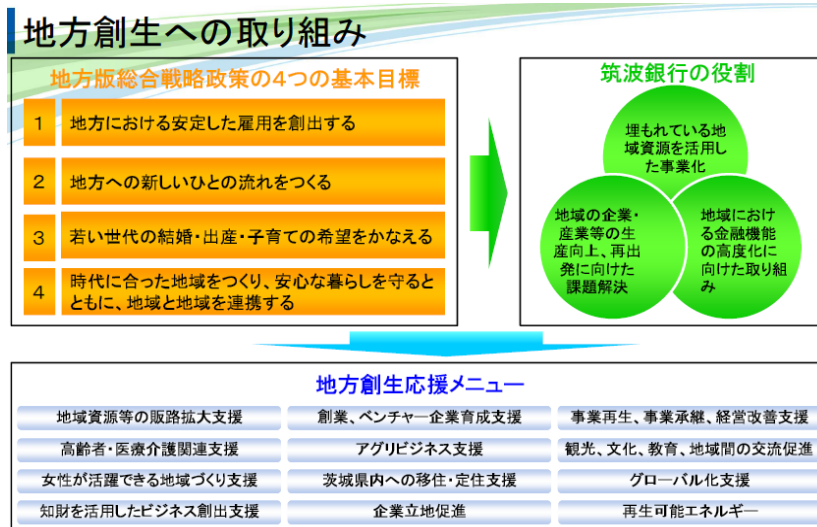 地方創生への取り組み
地方版総合戦略政策の4つの基本目標
1
地方における安定した雇用を創出する
2
地方への新しいひとの流れをつくる
3
若い世代の結婚・出産・子育ての希望をかなえる
4
時代に合った地域をつくり、安心な暮らしを守ると
ともに、地域と地域を連携する
筑波銀行の役割
埋もれている地
域資源を活用し
た事業化
地域の企業・
産業等の生
産向上、再出
発に向けた
課題解決
地域におけ
る金融機能
の高度化に
向けた取り組
み
地方創生応援メニュー
地域資源等の販路拡大支援
創業、ベンチャー企業育成支援
事業再生、事業承継、経営改善支援
高齢者・医療介護関連支援
アグリビジネス支援
観光、文化、教育、地域間の交流促進
女性が活躍できる地域づくり支援
茨城県内への移住・定住支援
グローバル化支援
知財を活用したビジネス創出支援
企業立地促進
再生可能エネルギー